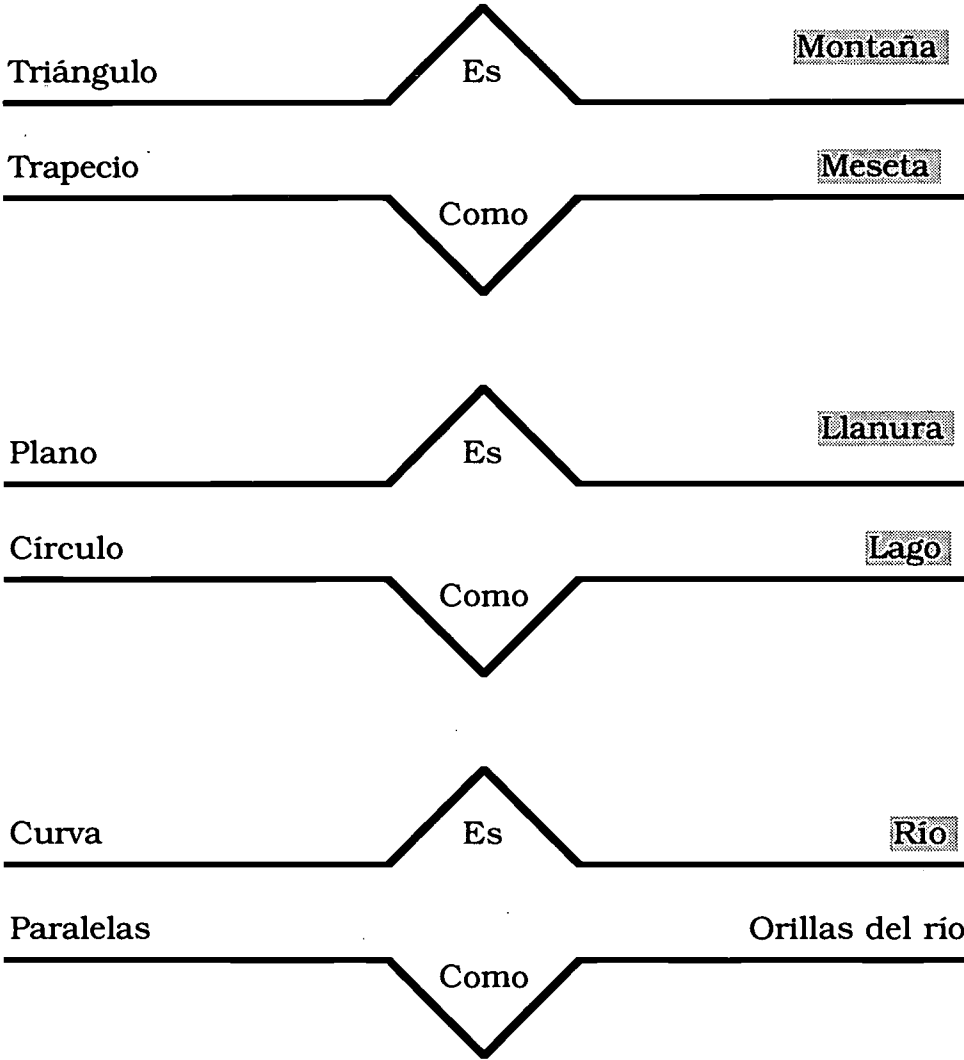 Triángulo Es Montaña
Trapecio Como Meseta
Plano Es Llanura
Círculo Como Lago
Curva Es Río
Paralelas Como Orillas del río